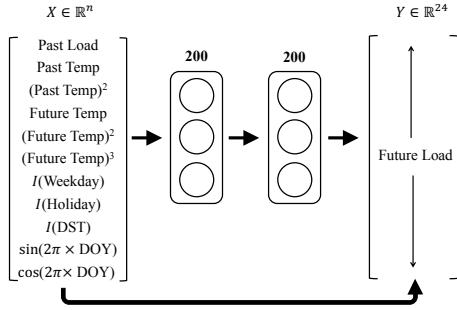 X ∈ ℝⁿ
Past Load
Past Temp
(Past Temp)²
Future Temp
(Future Temp)²
(Future Temp)³
I(Weekday)
I(Holiday)
I(DST)
sin(2π × DOY)
cos(2π× DOY)
200
200
Y ∈ ℝ²⁴
Future Load